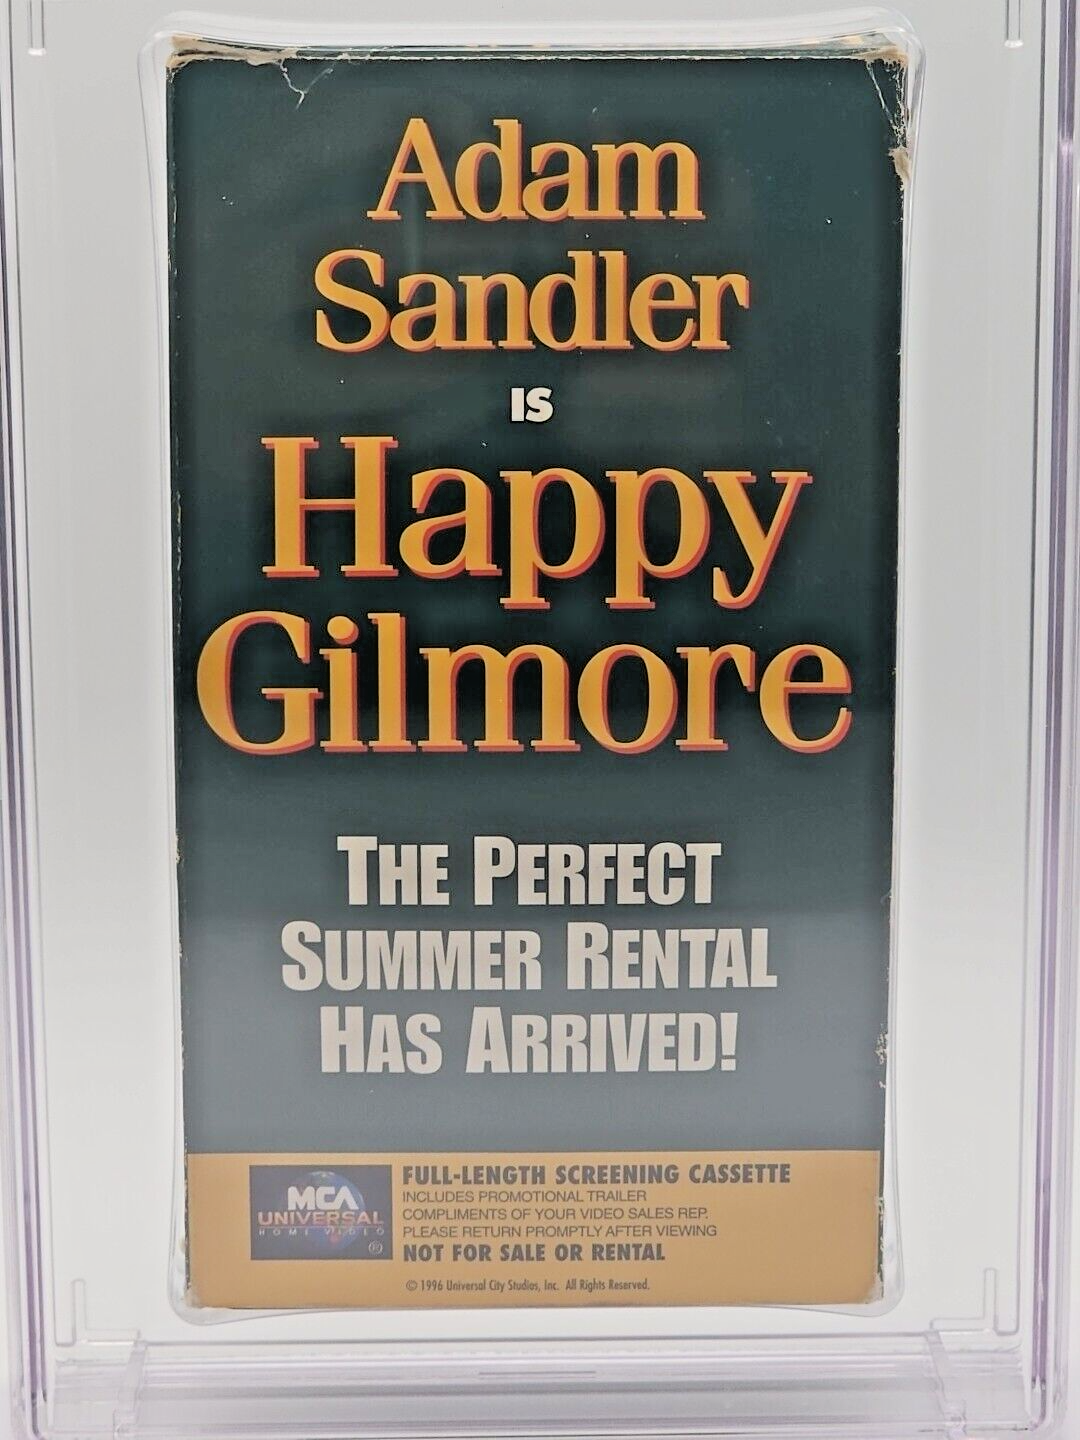 Adam
Sandler
IS
Happy
Gilmore
THE PERFECT
SUMMER RENTAL
HAS ARRIVED!
MCA
UNIVERSAL
HOME VIDEO
®
FULL-LENGTH SCREENING CASSETTE
INCLUDES PROMOTIONAL TRAILER
COMPLIMENTS OF YOUR VIDEO SALES REP.
PLEASE RETURN PROMPTLY AFTER VIEWING
NOT FOR SALE OR RENTAL
© 1996 Universal City Studios, Inc. All Rights Reserved.